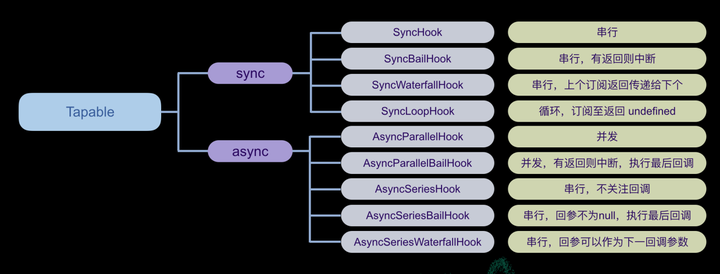 Tapable
sync
SyncHook
串行
SyncBailHook
串行，有返回则中断
SyncWaterfallHook
串行，上个订阅返回传递给下个
SyncLoopHook
循环，订阅至返回 undefined
async
AsyncParallelHook
并发
AsyncParallelBailHook
并发，有返回则中断，执行最后回调
AsyncSeriesHook
串行，不关注回调
AsyncSeriesBailHook
串行，回参不为null，执行最后回调
AsyncSeriesWaterfallHook
串行，回参可以作为下一回调参数